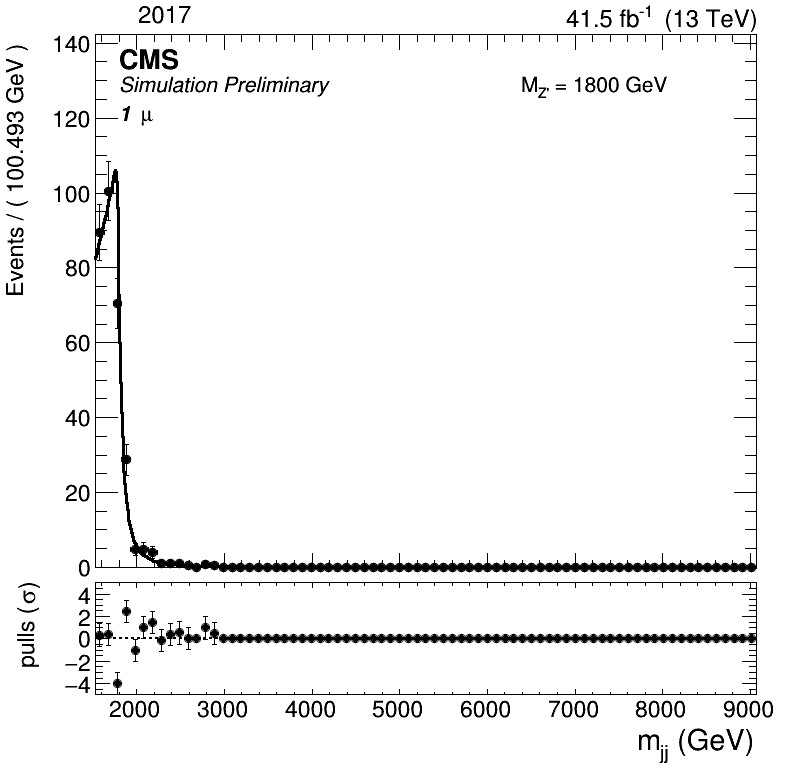 2017
41.5 fb-1 (13 TeV)
CMS
Simulation Preliminary
MZ' = 1800 GeV
1 μ
Events / ( 100.493 GeV )
140
120
100
80
60
40
20
0
pulls (σ)
4
2
0
−2
−4
2000 3000 4000 5000 6000 7000 8000 9000
mjj (GeV)